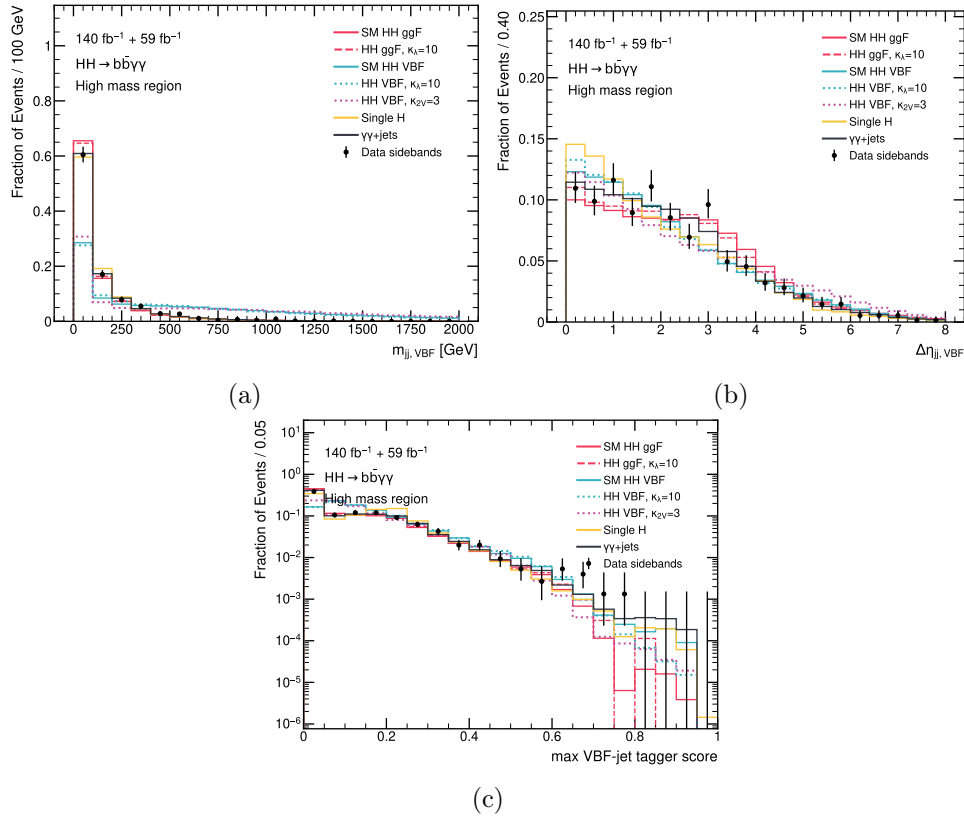 (a)
Fraction of Events / 100 GeV
140 fb⁻¹ + 59 fb⁻¹
HH → bb̄γγ
High mass region
SM HH ggF
HH ggF, κλ=10
SM HH VBF
HH VBF, κλ=10
HH VBF, κ2V=3
Single H
γγ+jets
Data sidebands
1
0.8
0.6
0.4
0.2
0
0 250 500 750 1000 1250 1500 1750 2000
mjj, VBF [GeV]
(b)
Fraction of Events / 0.40
140 fb⁻¹ + 59 fb⁻¹
HH → bb̄γγ
High mass region
SM HH ggF
HH ggF, κλ=10
SM HH VBF
HH VBF, κλ=10
HH VBF, κ2V=3
Single H
γγ+jets
Data sidebands
0.25
0.20
0.15
0.10
0.05
0.00
0 1 2 3 4 5 6 7 8
Δηjj, VBF
Fraction of Events / 0.05
140 fb⁻¹ + 59 fb⁻¹
HH → bb̄γγ
High mass region
SM HH ggF
HH ggF, κλ=10
SM HH VBF
HH VBF, κλ=10
HH VBF, κ2V=3
Single H
γγ+jets
Data sidebands
10¹
10⁰
10⁻¹
10⁻²
10⁻³
10⁻⁴
10⁻⁵
10⁻⁶
0 0.2 0.4 0.6 0.8 1
max VBF-jet tagger score
(c)